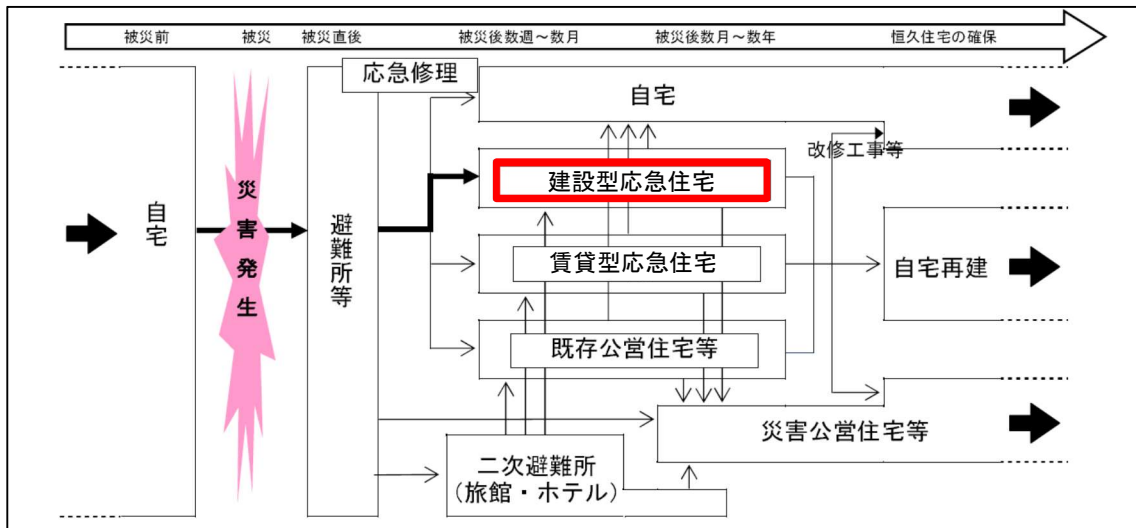 被災前
被災
被災直後
被災後数週～数月
被災後数月～数年
恒久住宅の確保
応急修理
自宅
改修工事等
建設型応急住宅
災害発生
自宅
避難所等
賃貸型応急住宅
自宅再建
既存公営住宅等
災害公営住宅等
二次避難所
（旅館・ホテル）